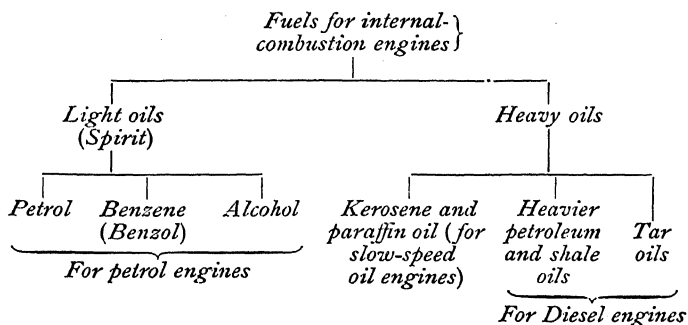 Fuels for internal-
combustion engines}
Light oils
(Spirit)
Heavy oils
Petrol
Benzene
(Benzol)
Alcohol
For petrol engines
Kerosene and
paraffin oil (for
slow-speed
oil engines)
Heavier
petroleum
and shale
oils
Tar
oils
For Diesel engines